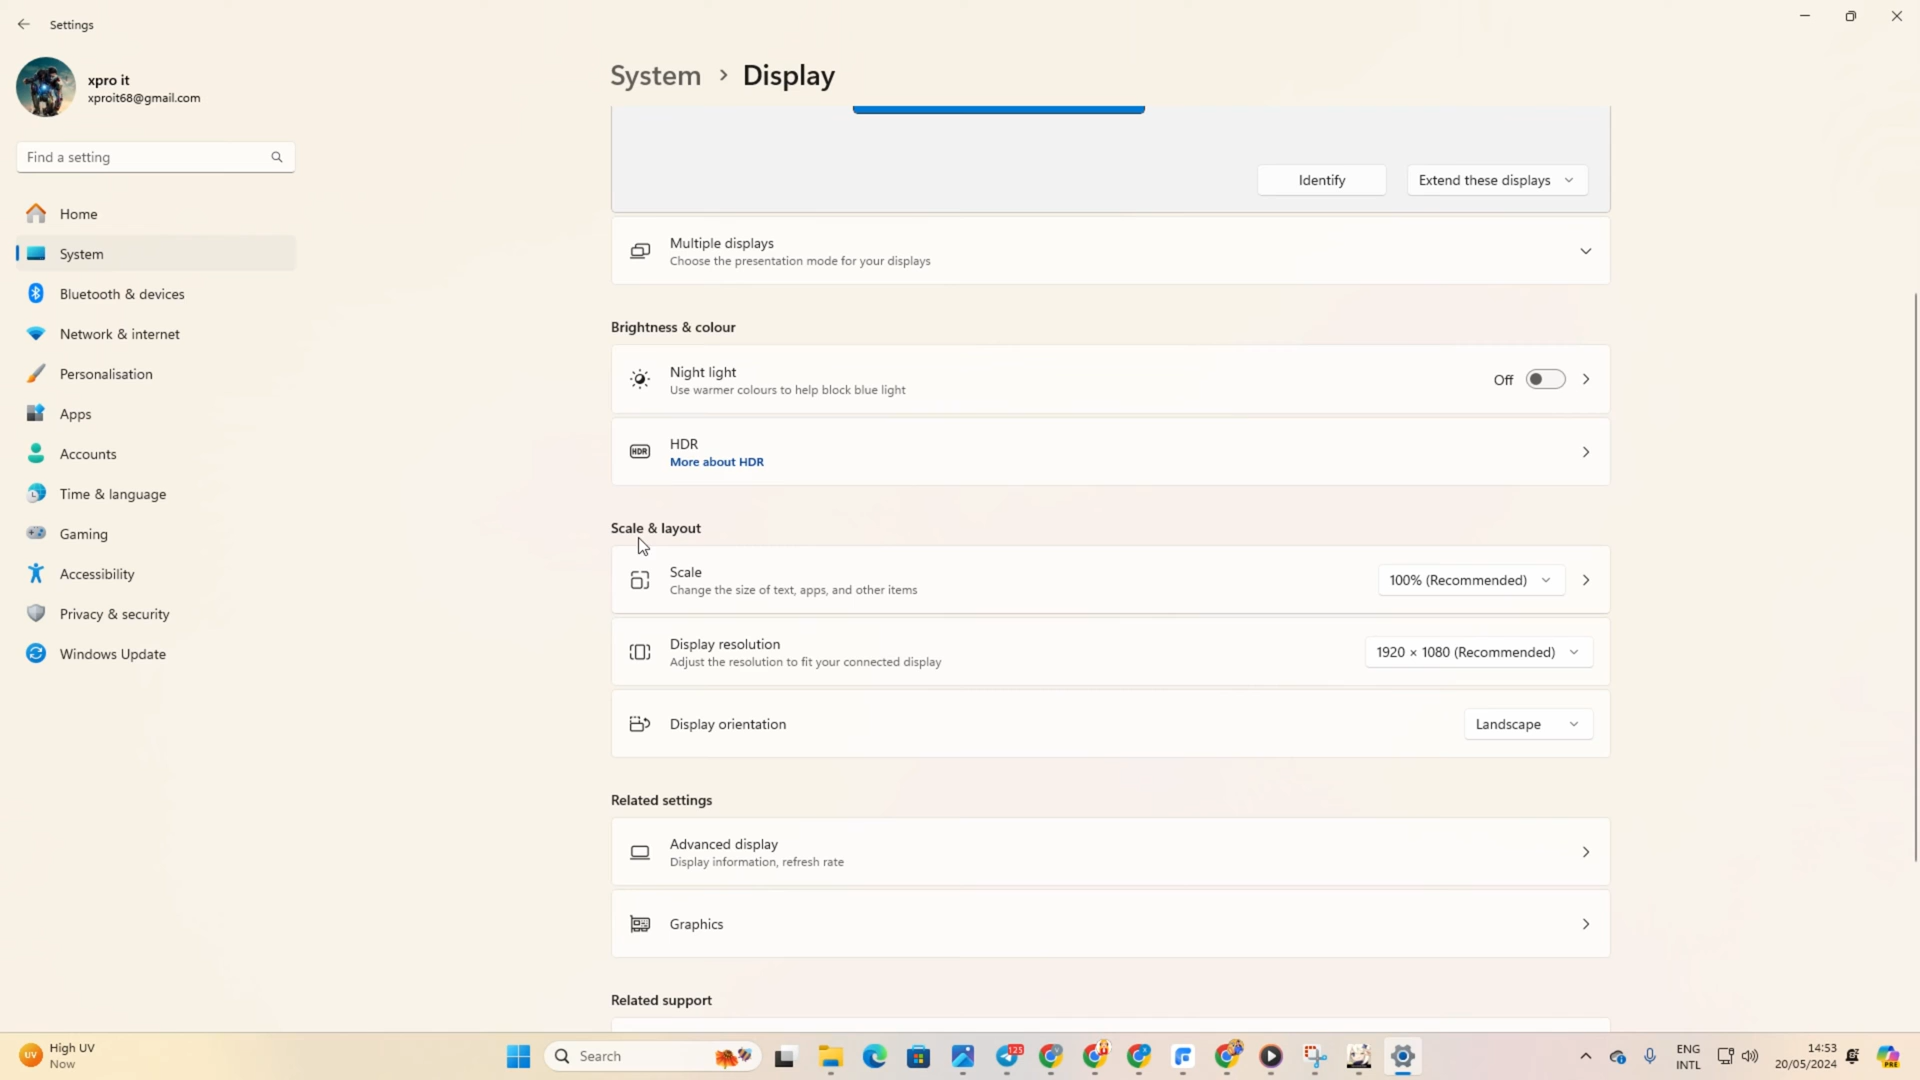 Settings
xpro it
xproit68@gmail.com
Find a setting
Home
System
Bluetooth & devices
Network & internet
Personalisation
Apps
Accounts
Time & language
Gaming
Accessibility
Privacy & security
Windows Update
System > Display
Identify
Extend these displays
Multiple displays
Choose the presentation mode for your displays
Brightness & colour
Night light
Use warmer colours to help block blue light
Off
HDR
HDR
More about HDR
Scale & layout
Scale
Change the size of text, apps, and other items
100% (Recommended)
Display resolution
Adjust the resolution to fit your connected display
1920 × 1080 (Recommended)
Display orientation
Landscape
Related settings
Advanced display
Display information, refresh rate
Graphics
Related support
UV
High UV
Now
Search
125
ENG
INTL
14:53
20/05/2024
PRE